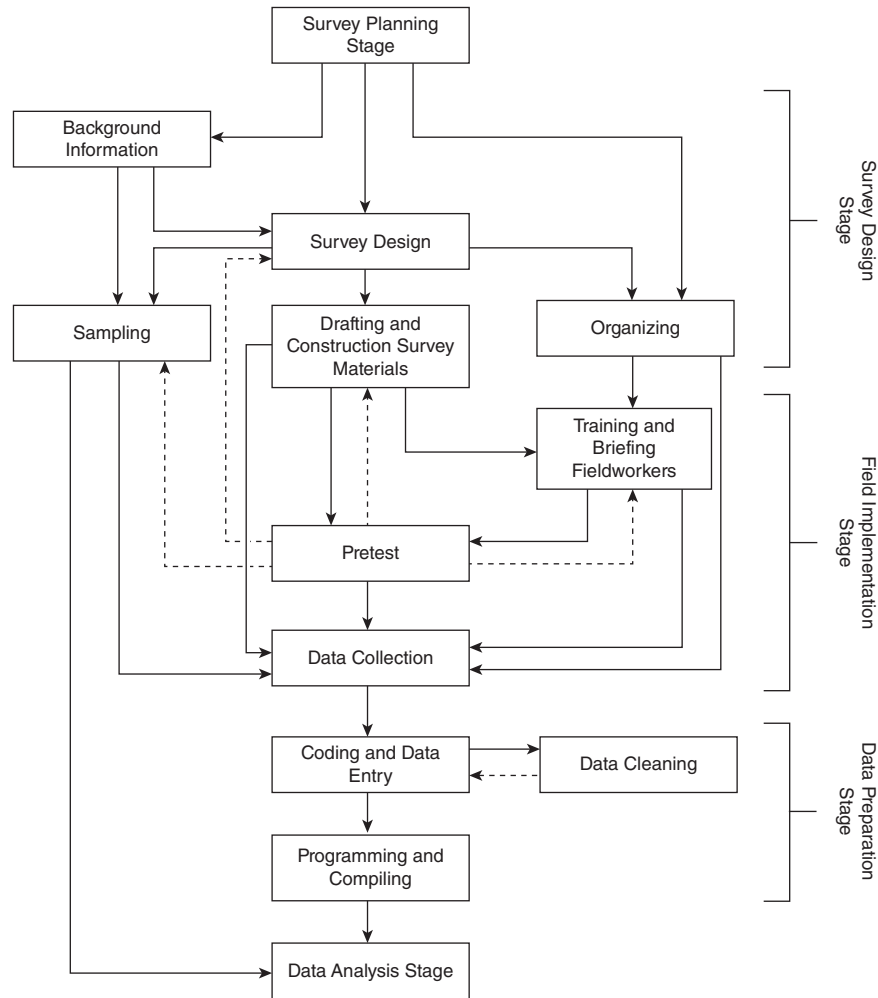 Survey Planning
Stage
Background
Information
Survey Design
Sampling
Drafting and
Construction Survey
Materials
Organizing
Training and
Briefing
Fieldworkers
Pretest
Data Collection
Coding and Data
Entry
Data Cleaning
Programming and
Compiling
Data Analysis Stage
Survey Design
Stage
Field Implementation
Stage
Data Preparation
Stage